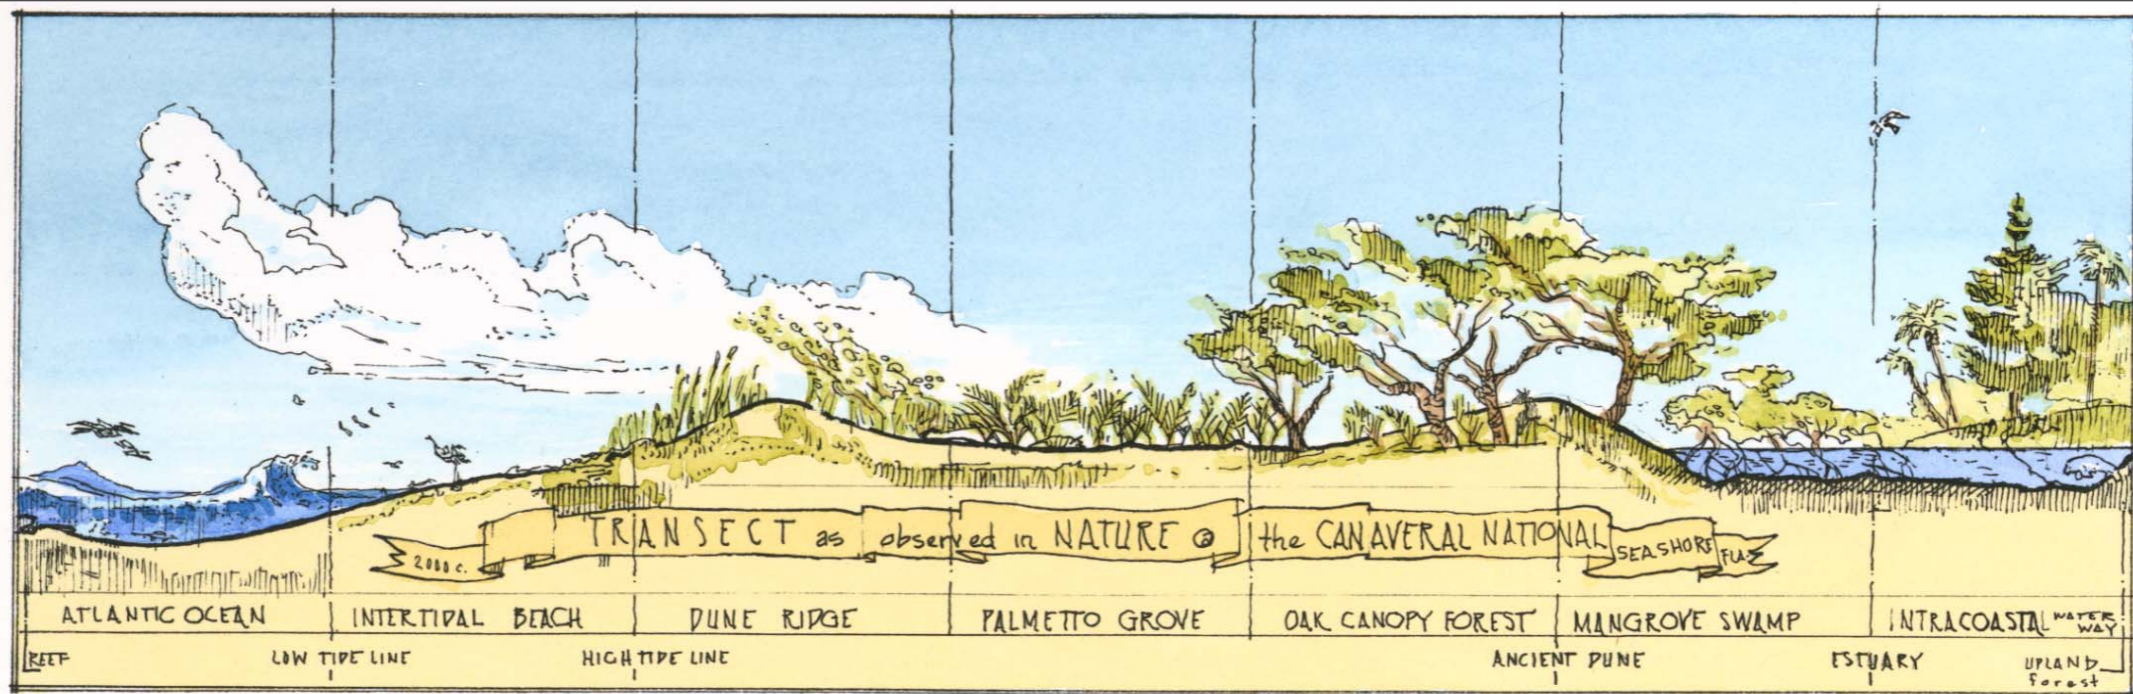 TRANSECT as observed in NATURE @ the CANAVERAL NATIONAL SEASHORE FLA
2000 c.
ATLANTIC OCEAN INTERTIDAL BEACH DUNE RIDGE PALMETTO GROVE OAK CANOPY FOREST MANGROVE SWAMP INTRACOASTAL WATER WAY
REEF LOW TIDE LINE HIGH TIDE LINE ANCIENT DUNE ESTUARY UPLAND forest